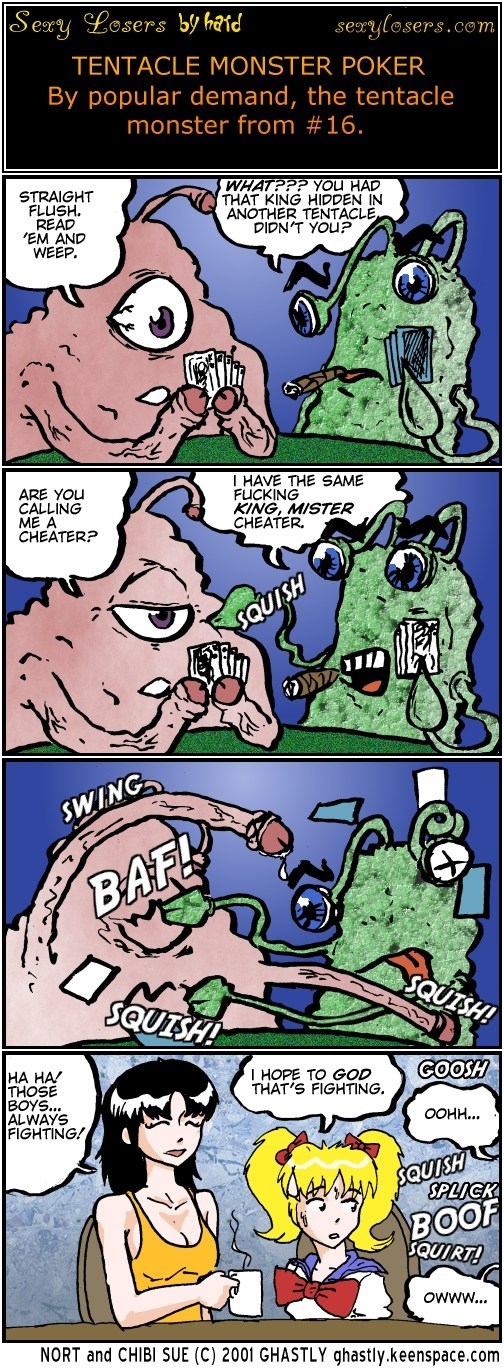 Sexy Losers by hard
sexylosers.com
TENTACLE MONSTER POKER
By popular demand, the tentacle
monster from #16.
STRAIGHT
FLUSH.
READ
'EM AND
WEEP.
WHAT??? YOU HAD
THAT KING HIDDEN IN
ANOTHER TENTACLE,
DIDN'T YOU?
ARE YOU
CALLING
ME A
CHEATER?
I HAVE THE SAME
FUCKING
KING, MISTER
CHEATER.
SQUISH
SWING
BAF!
SQUISH!
SQUISH!
HA HA!
THOSE
BOYS...
ALWAYS
FIGHTING!
I HOPE TO GOD
THAT'S FIGHTING.
GOOSH
OOHH...
SQUISH
SPLICK
BOOF
SQUIRT!
OWWW...
NORT and CHIBI SUE (C) 2001 GHASTLY ghastly.keenspace.com